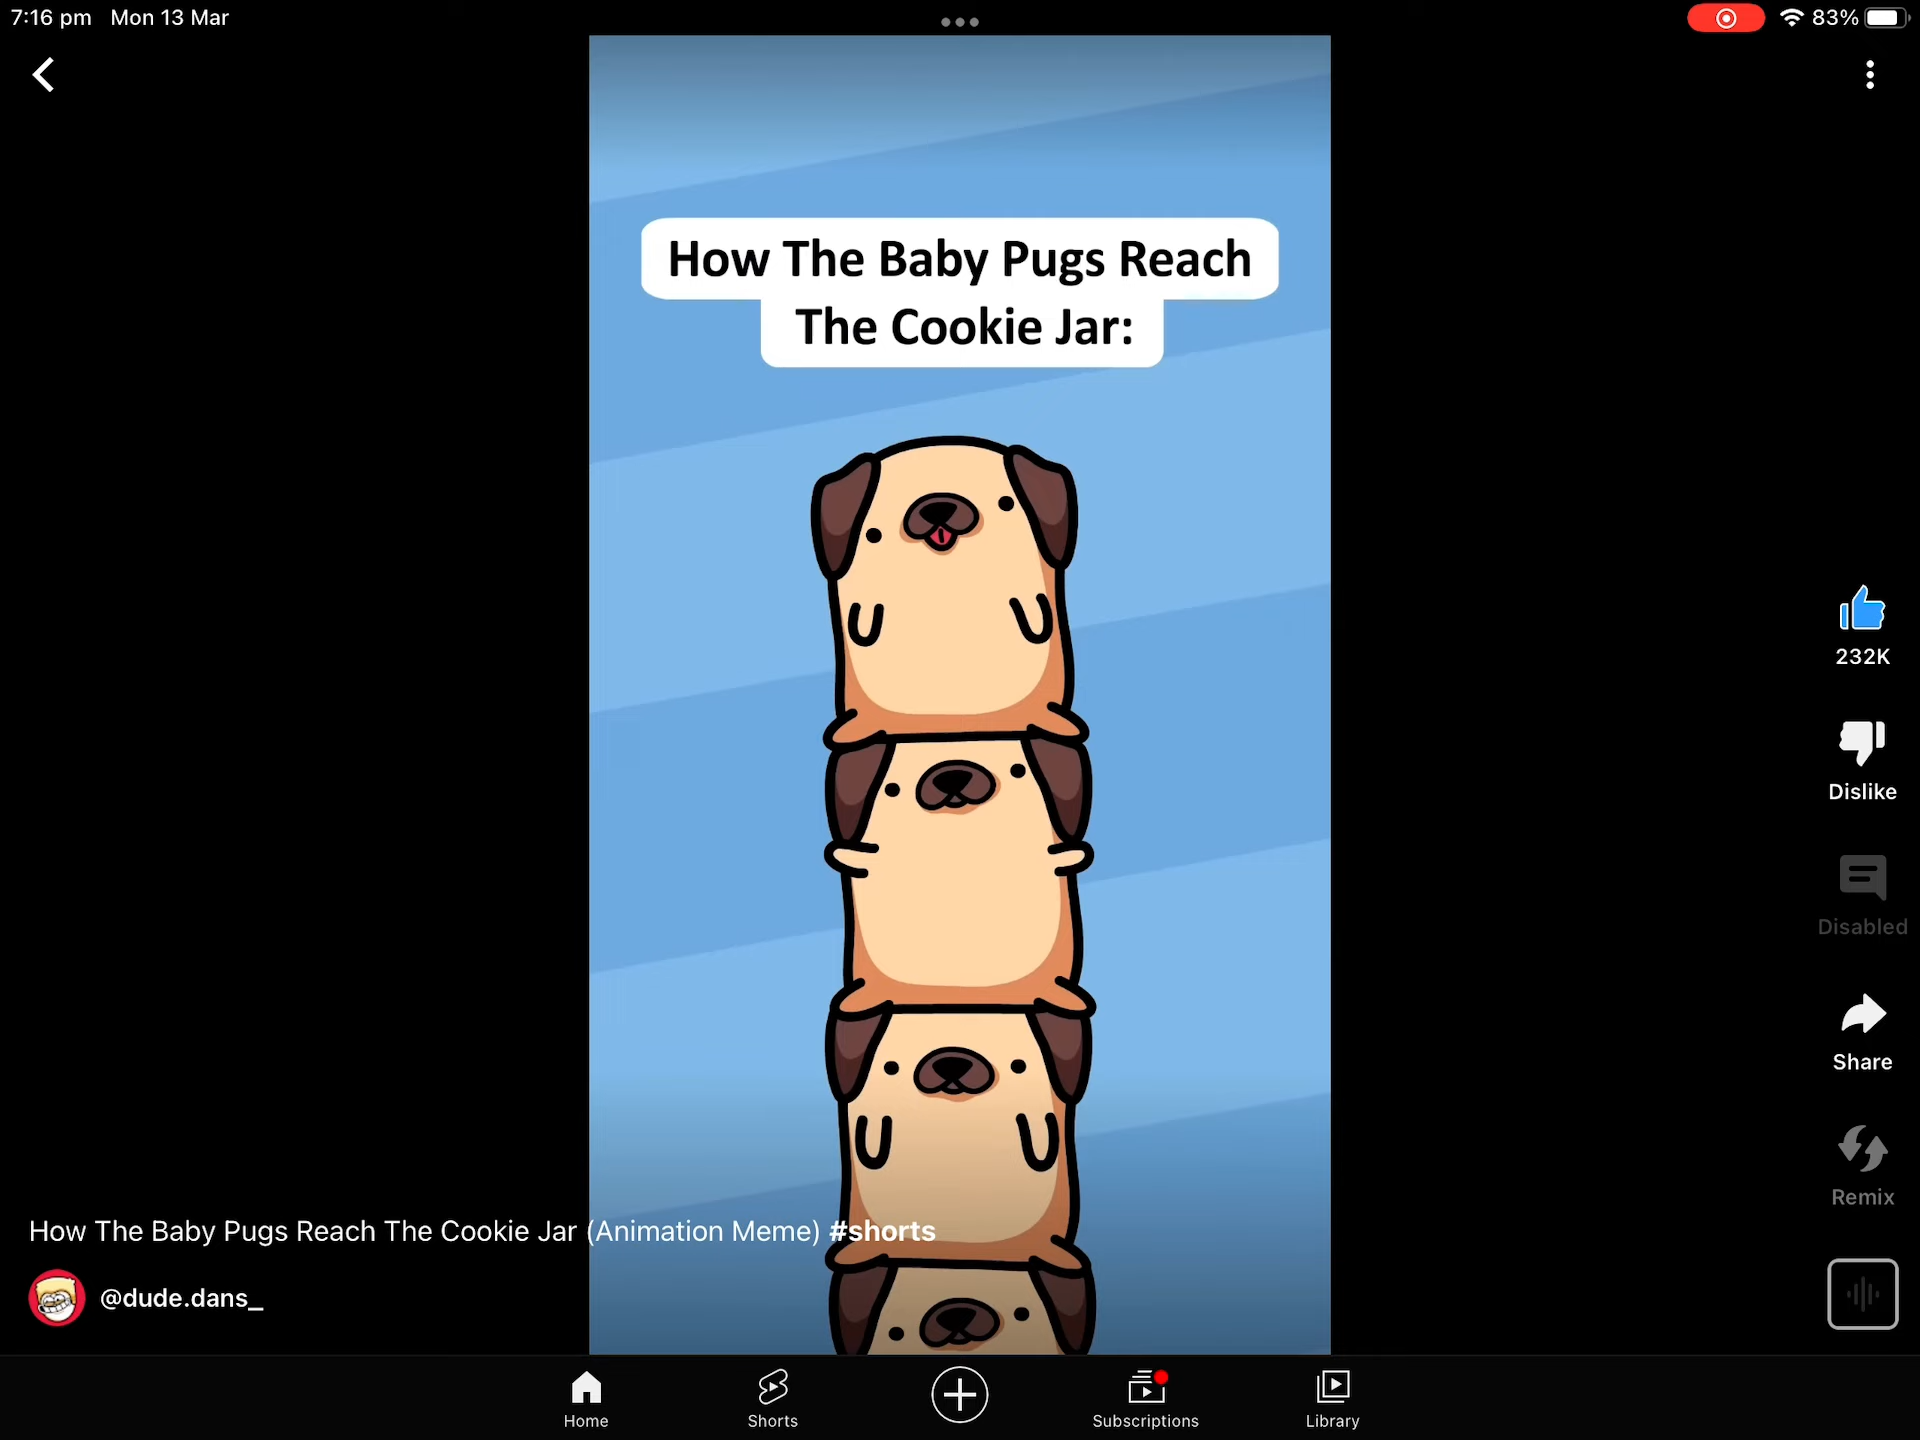 7:16 pm Mon 13 Mar
83%
How The Baby Pugs Reach
The Cookie Jar:
232K
Dislike
Disabled
Share
Remix
How The Baby Pugs Reach The Cookie Jar (Animation Meme) #shorts
@dude.dans_
Home
Shorts
Subscriptions
Library